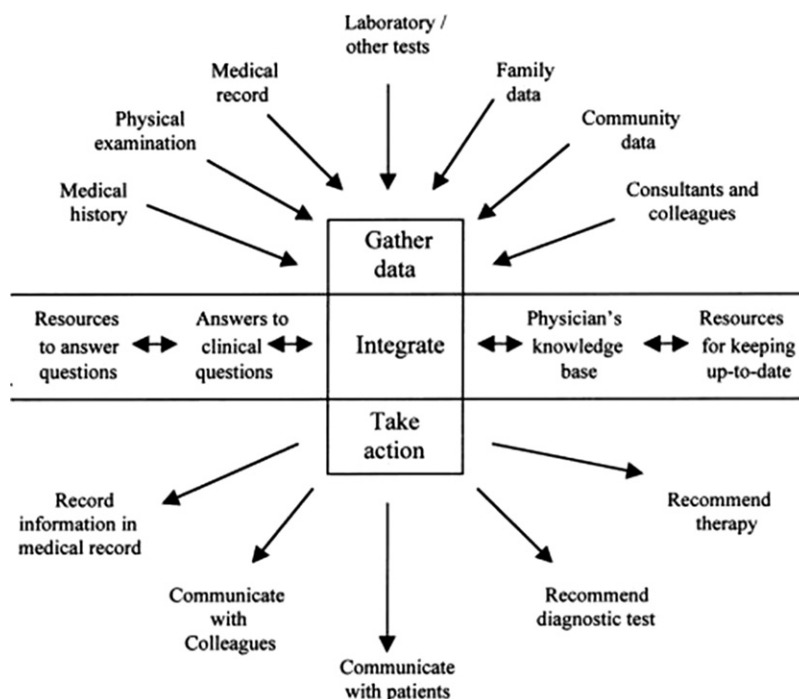 Laboratory /
other tests
Medical
record
Family
data
Physical
examination
Community
data
Medical
history
Consultants and
colleagues
Gather
data
Resources
to answer
questions
Answers to
clinical
questions
Integrate
Physician's
knowledge
base
Resources
for keeping
up-to-date
Take
action
Record
information in
medical record
Recommend
therapy
Communicate
with
Colleagues
Recommend
diagnostic test
Communicate
with patients